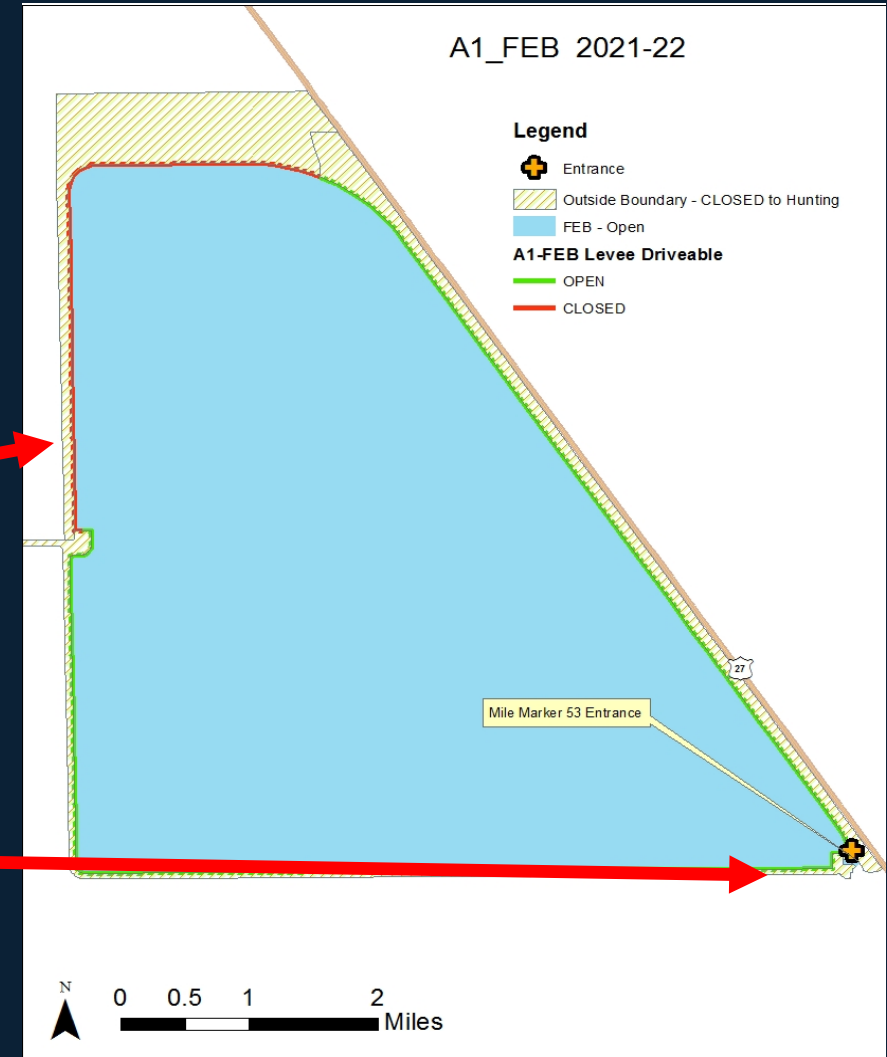 A1_FEB 2021-22
Legend
Entrance
Outside Boundary - CLOSED to Hunting
FEB - Open
A1-FEB Levee Driveable
OPEN
CLOSED
27
Mile Marker 53 Entrance
N
0 0.5 1 2
Miles